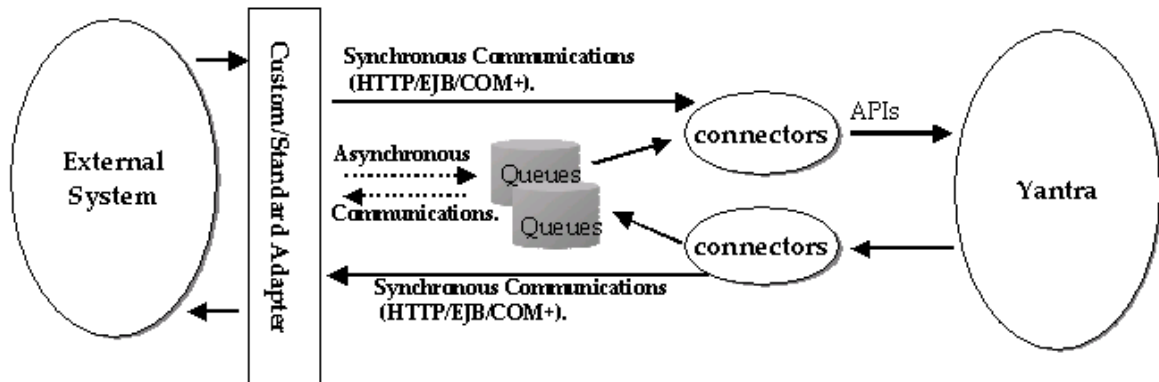 External
System
Custom/Standard Adapter
Synchronous Communications
(HTTP/EJB/COM+).
Asynchronous
Communications.
Queues
Queues
connectors
APIs
connectors
Synchronous Communications
(HTTP/EJB/COM+).
Yantra